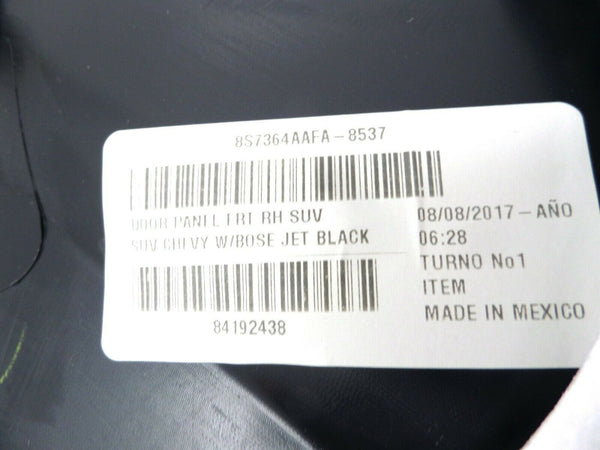 8S7364AAFA-8537
DOOR PANEL FRT RH SUV
SUV CHEVY W/BOSE JET BLACK
84192438
08/08/2017-AÑO
06:28
TURNO No1
ITEM
MADE IN MEXICO